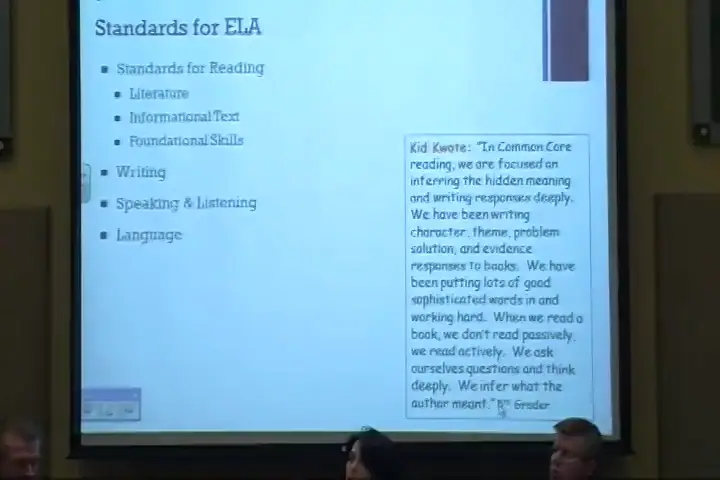 Standards for ELA
Standards for Reading
Literature
Informational Text
Foundational Skills
Writing
Speaking & Listening
Language
Kid Kwote: "In Common Core
reading, we are focused on
inferring the hidden meaning
and writing responses deeply.
We have been writing
character, theme, problem
solution, and evidence
responses to books. We have
been putting lots of good
sophisticated words in and
working hard. When we read a
book, we don't read passively,
we read actively. We ask
ourselves questions and think
deeply. We infer what the
author meant." Grader